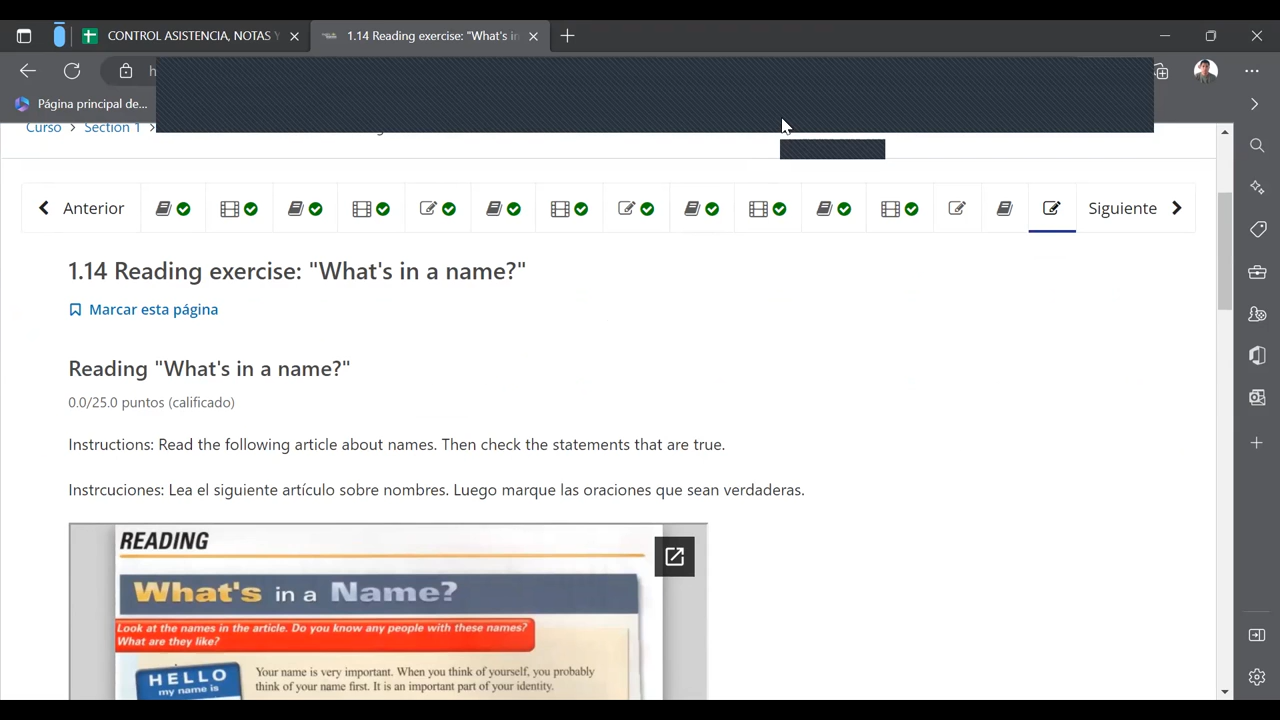 CONTROL ASISTENCIA, NOTAS Y
1.14 Reading exercise: "What's in
Página principal de...
Curso > Section 1 >
Anterior
Siguiente
1.14 Reading exercise: "What's in a name?"
Marcar esta página
Reading "What's in a name?"
0.0/25.0 puntos (calificado)
Instructions: Read the following article about names. Then check the statements that are true.
Instrcuciones: Lea el siguiente artículo sobre nombres. Luego marque las oraciones que sean verdaderas.
READING
What's in a Name?
Look at the names in the article. Do you know any people with these names?
What are they like?
HELLO
my name is
Your name is very important. When you think of yourself, you probably
think of your name first. It is an important part of your identity.